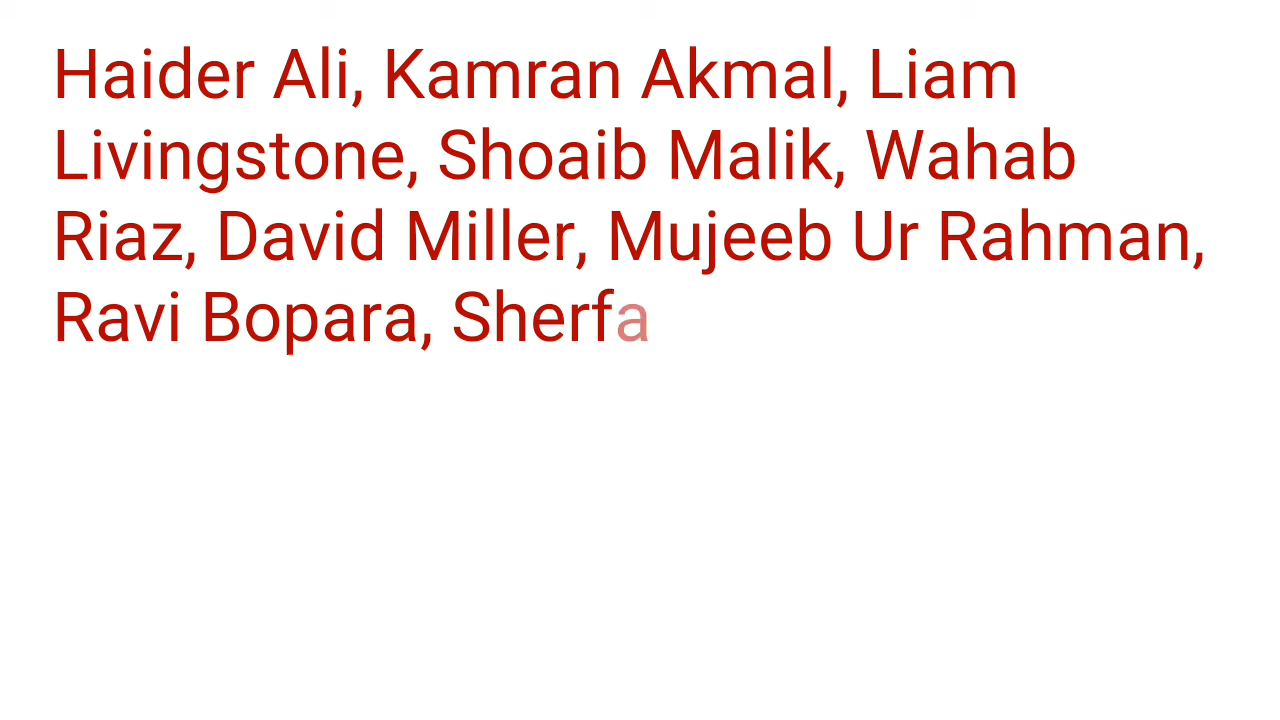 Haider Ali, Kamran Akmal, Liam
Livingstone, Shoaib Malik, Wahab
Riaz, David Miller, Mujeeb Ur Rahman,
Ravi Bopara, Sherfa